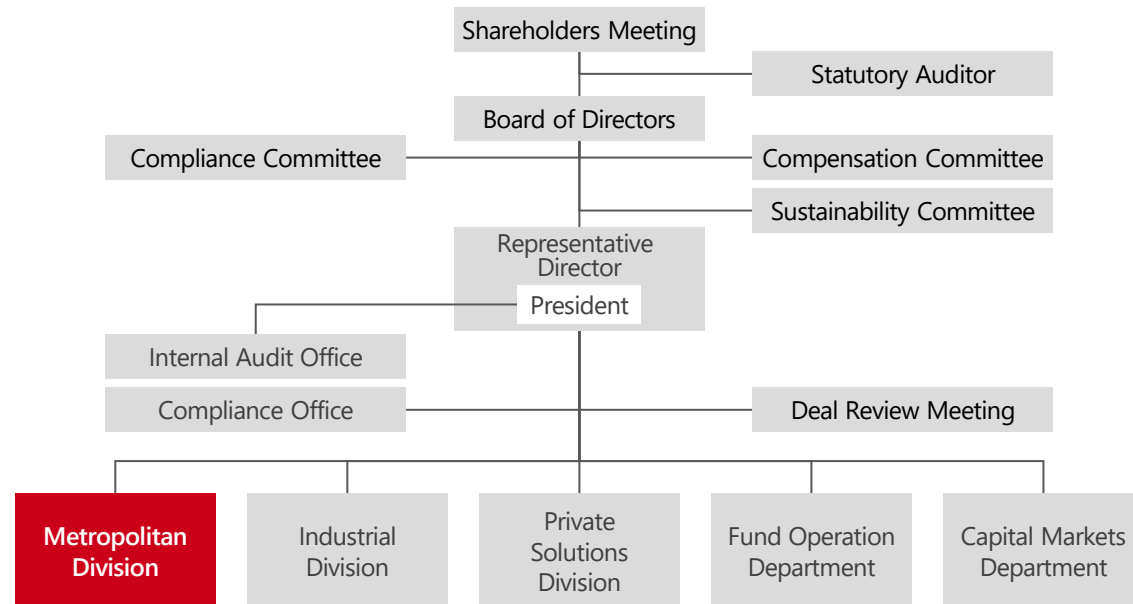 Shareholders Meeting
Statutory Auditor
Board of Directors
Compliance Committee
Compensation Committee
Sustainability Committee
Representative
Director
President
Internal Audit Office
Compliance Office
Deal Review Meeting
Metropolitan
Division
Industrial
Division
Private
Solutions
Division
Fund Operation
Department
Capital Markets
Department